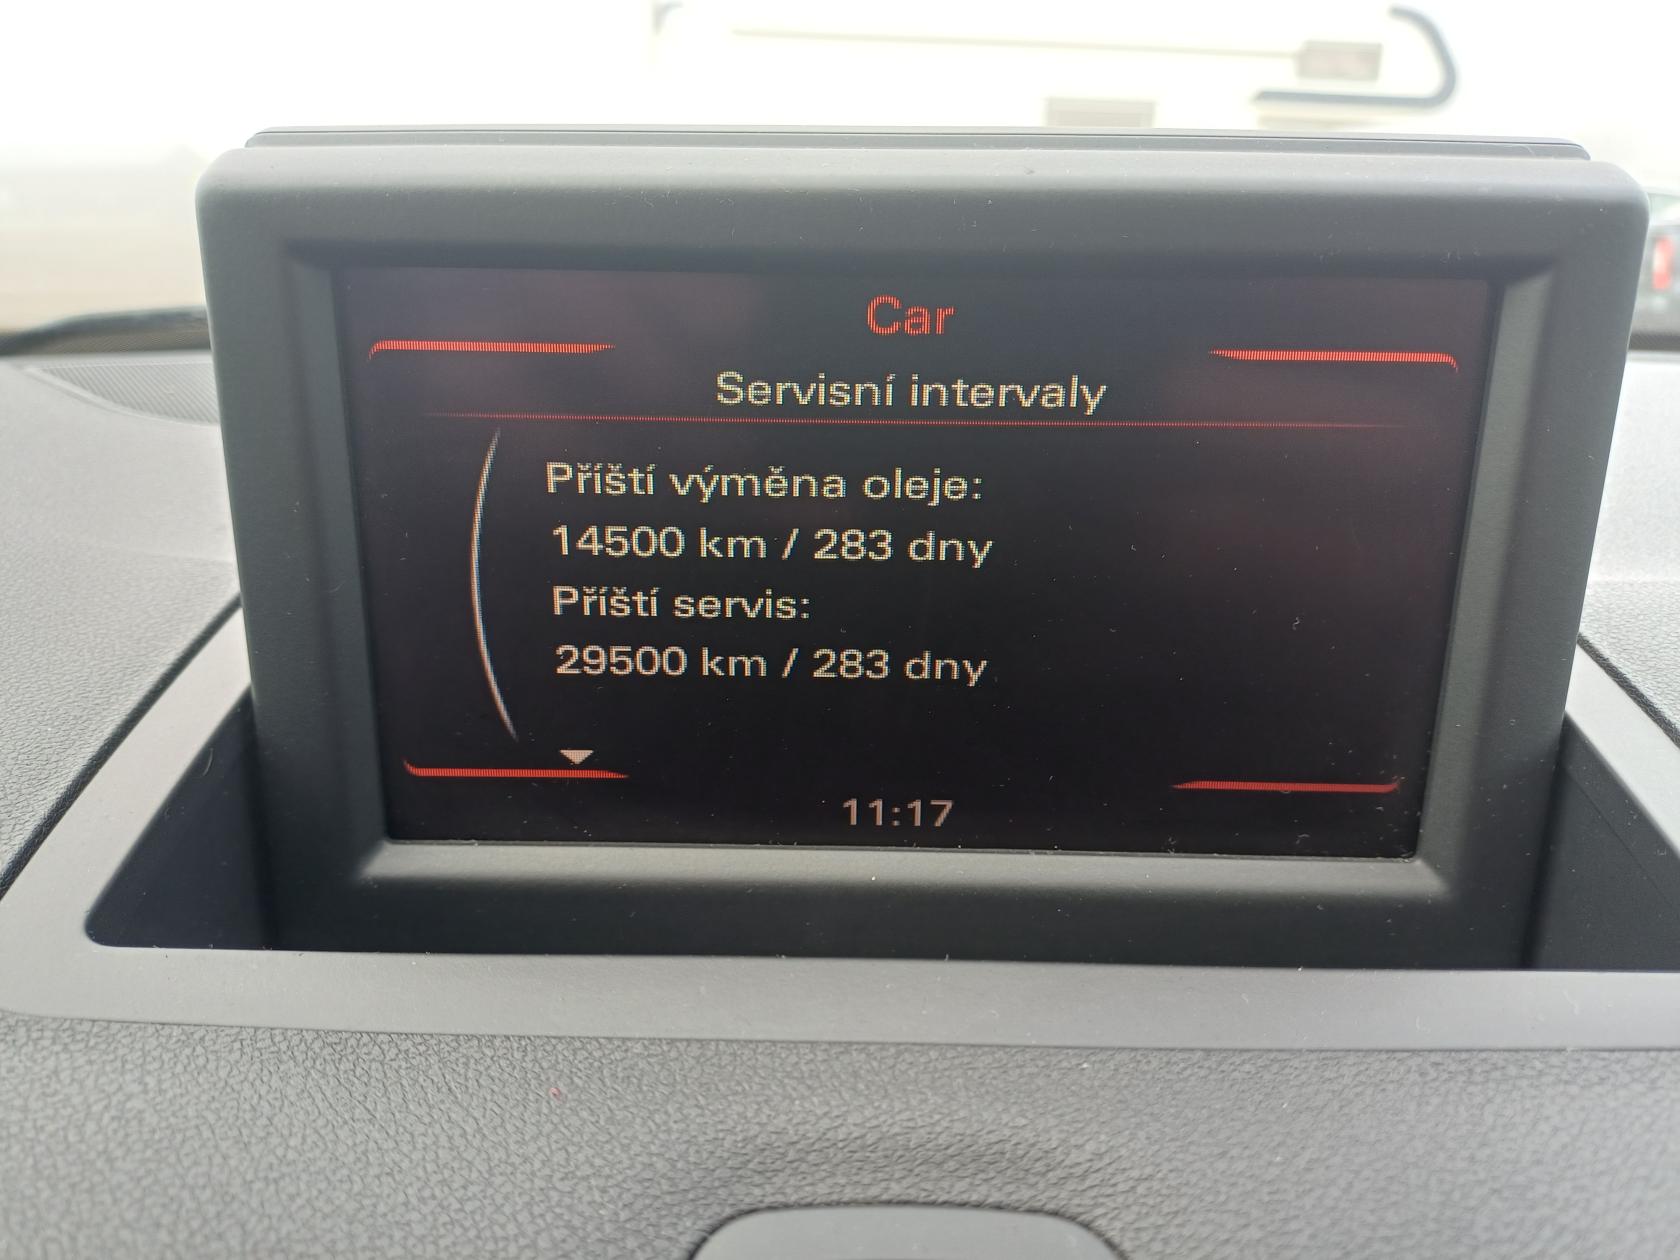 Car
Servisní intervaly
Příští výměna oleje:
14500 km / 283 dny
Příští servis:
29500 km / 283 dny
11:17